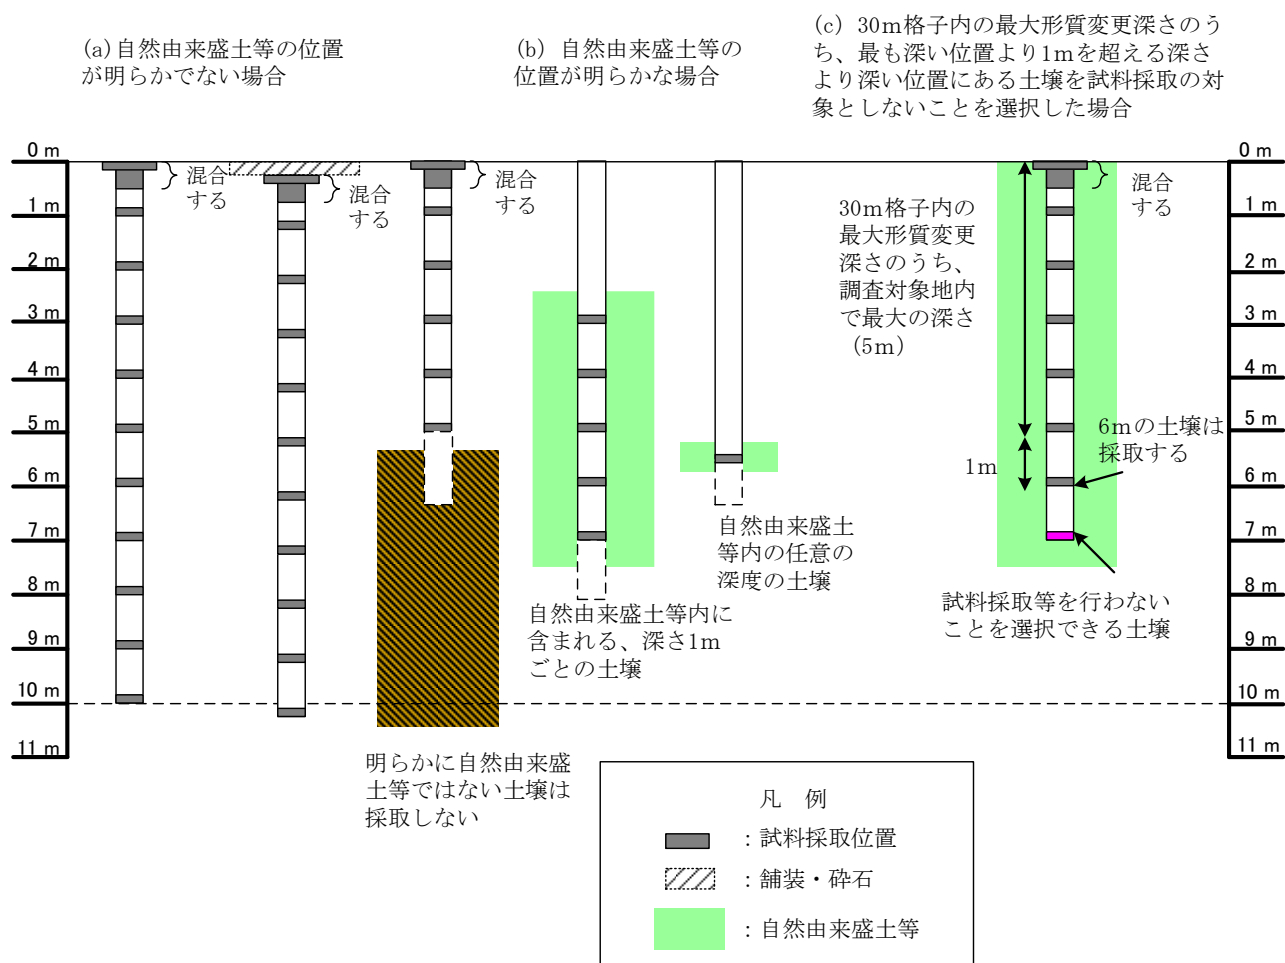 (a)自然由来盛土等の位置
が明らかでない場合
(b) 自然由来盛土等の
位置が明らかな場合
(c) 30m格子内の最大形質変更深さのう
ち、最も深い位置より1mを超える深さ
より深い位置にある土壌を試料採取の対
象としないことを選択した場合
0 m
1 m
2 m
3 m
4 m
5 m
6 m
7 m
8 m
9 m
10 m
11 m
混合
する
混合
する
混合
する
明らかに自然由来盛
土等ではない土壌は
採取しない
自然由来盛土等内に
含まれる、深さ1m
ごとの土壌
自然由来盛土
等内の任意の
深度の土壌
30m格子内の
最大形質変更
深さのうち、
調査対象地内
で最大の深さ
(5m)
1m
混合
する
6mの土壌は
採取する
試料採取等を行わない
ことを選択できる土壌
0 m
1 m
2 m
3 m
4 m
5 m
6 m
7 m
8 m
9 m
10 m
11 m
凡 例
:試料採取位置
:舗装・砕石
:自然由来盛土等